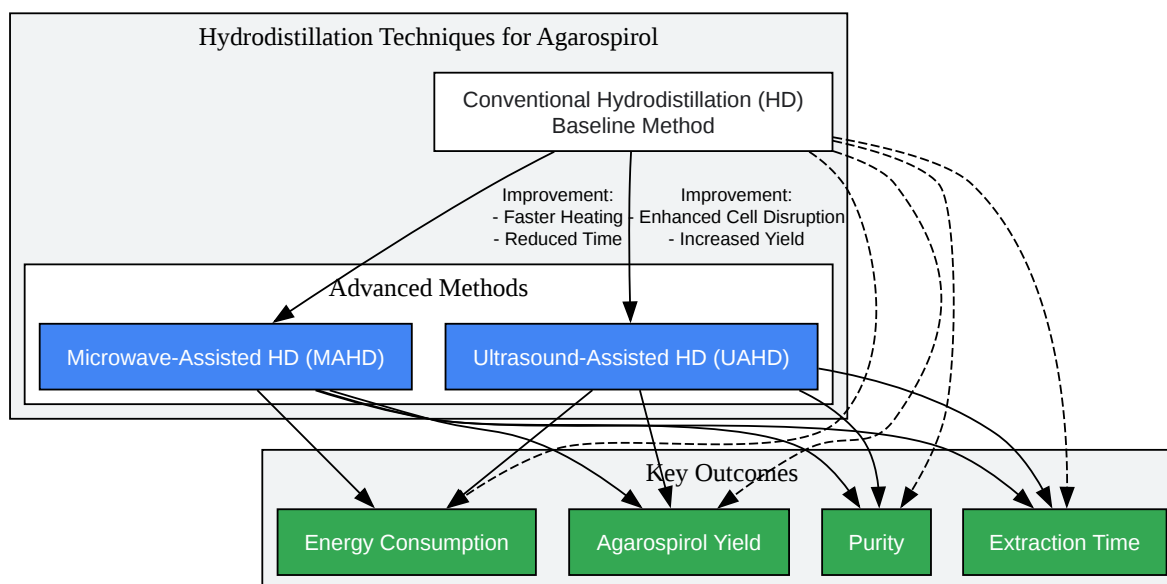 Hydrodistillation Techniques for Agarospirol
Conventional Hydrodistillation (HD)
Baseline Method
Improvement:
- Faster Heating
- Reduced Time
Improvement:
- Enhanced Cell Disruption
- Increased Yield
Advanced Methods
Microwave-Assisted HD (MAHD)
Ultrasound-Assisted HD (UAHD)
Key Outcomes
Energy Consumption
Agarospirol Yield
Purity
Extraction Time